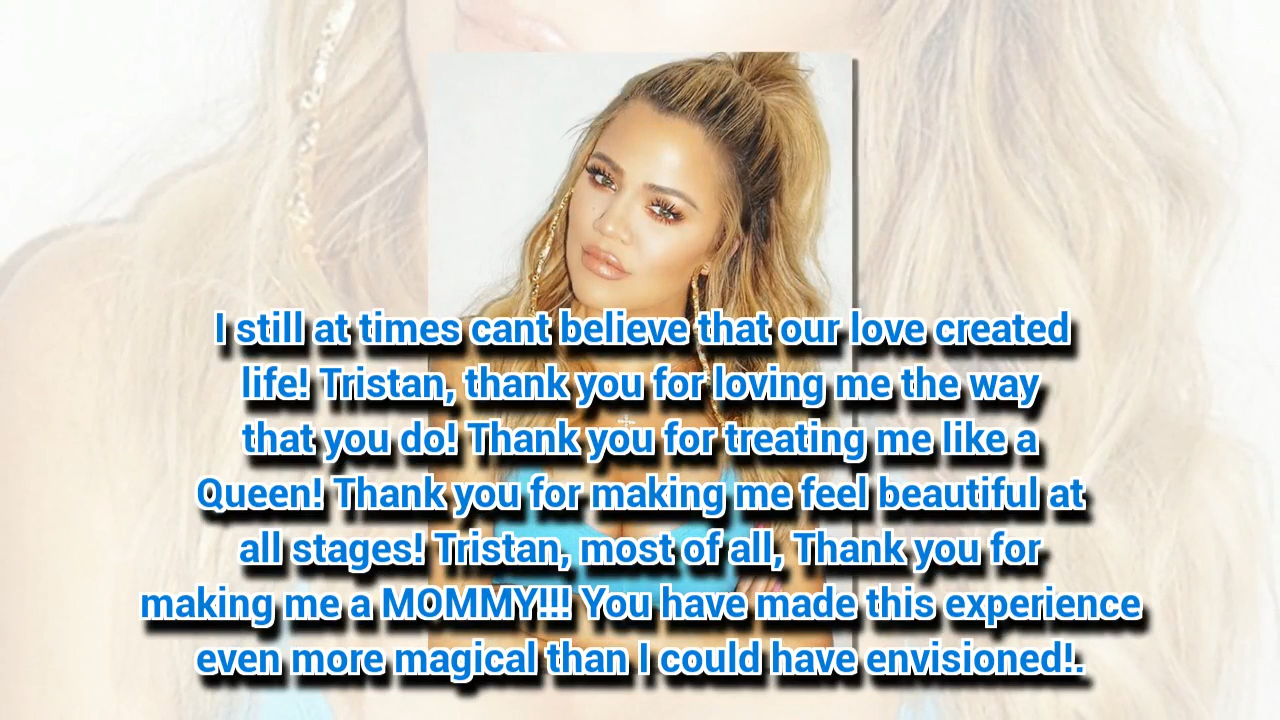 I still at times cant believe that our love created
life! Tristan, thank you for loving me the way
that you do! Thank you for treating me like a
Queen! Thank you for making me feel beautiful at
all stages! Tristan, most of all, Thank you for
making me a MOMMY!!! You have made this experience
even more magical than I could have envisioned!.